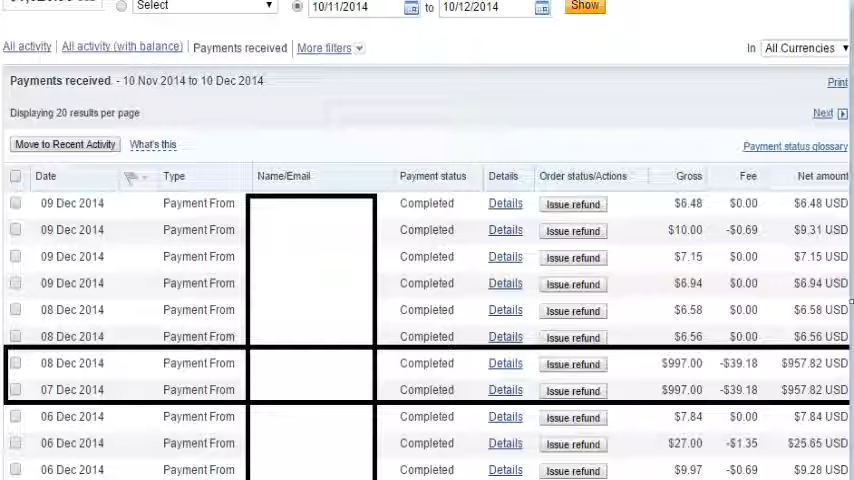 Select 10/11/2014 to 10/12/2014 Show
All activity All activity (with balance) Payments received More filters In All Currencies
Payments received - 10 Nov 2014 to 10 Dec 2014 Print
Displaying 20 results per page Next
Move to Recent Activity What's this Payment status glossary
Date Type Name/Email Payment status Details Order status/Actions Gross Fee Net amount
09 Dec 2014 Payment From Completed Details Issue refund $6.48 $0.00 $6.48 USD
09 Dec 2014 Payment From Completed Details Issue refund $10.00 -$0.69 $9.31 USD
09 Dec 2014 Payment From Completed Details Issue refund $7.15 $0.00 $7.15 USD
09 Dec 2014 Payment From Completed Details Issue refund $6.94 $0.00 $6.94 USD
08 Dec 2014 Payment From Completed Details Issue refund $6.58 $0.00 $6.58 USD
08 Dec 2014 Payment From Completed Details Issue refund $6.56 $0.00 $6.56 USD
08 Dec 2014 Payment From Completed Details Issue refund $997.00 -$39.18 $957.82 USD
07 Dec 2014 Payment From Completed Details Issue refund $997.00 -$39.18 $957.82 USD
06 Dec 2014 Payment From Completed Details Issue refund $7.84 $0.00 $7.84 USD
06 Dec 2014 Payment From Completed Details Issue refund $27.00 -$1.35 $25.65 USD
06 Dec 2014 Payment From Completed Details Issue refund $9.97 -$0.69 $9.28 USD